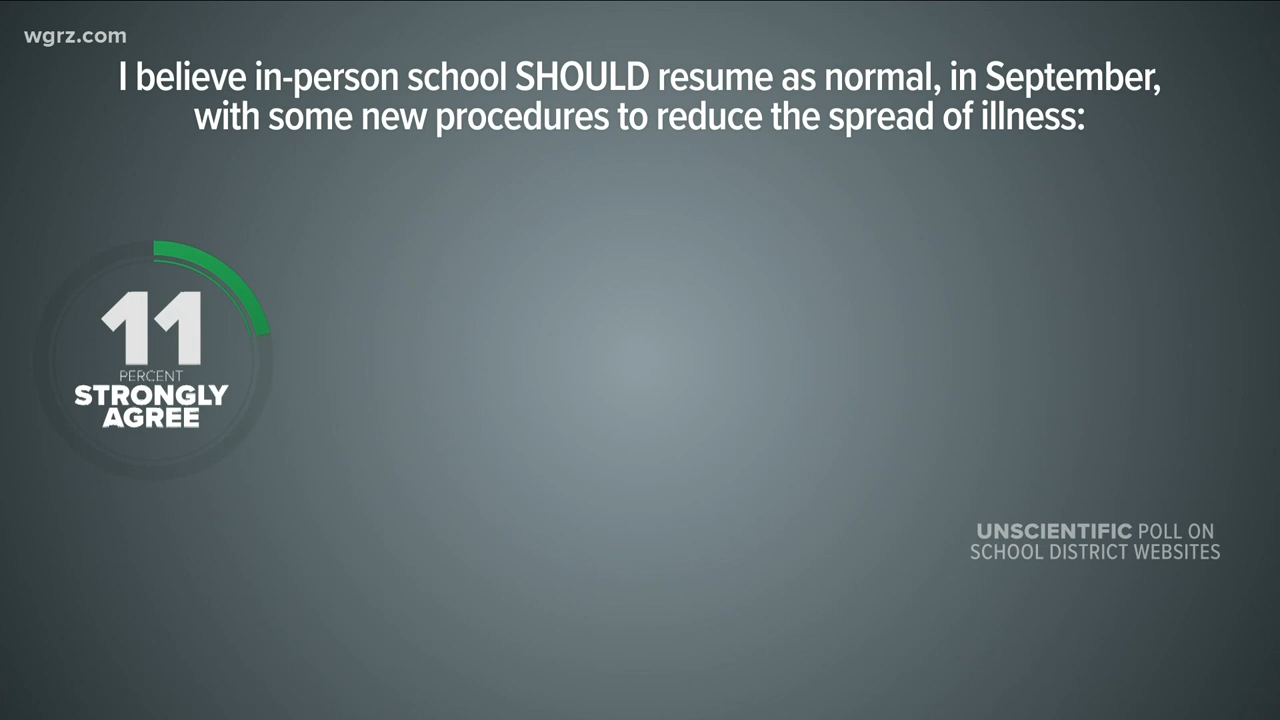 wgrz.com
I believe in-person school SHOULD resume as normal, in September,
with some new procedures to reduce the spread of illness:
11
PERCENT
STRONGLY
AGREE
UNSCIENTIFIC POLL ON
SCHOOL DISTRICT WEBSITES